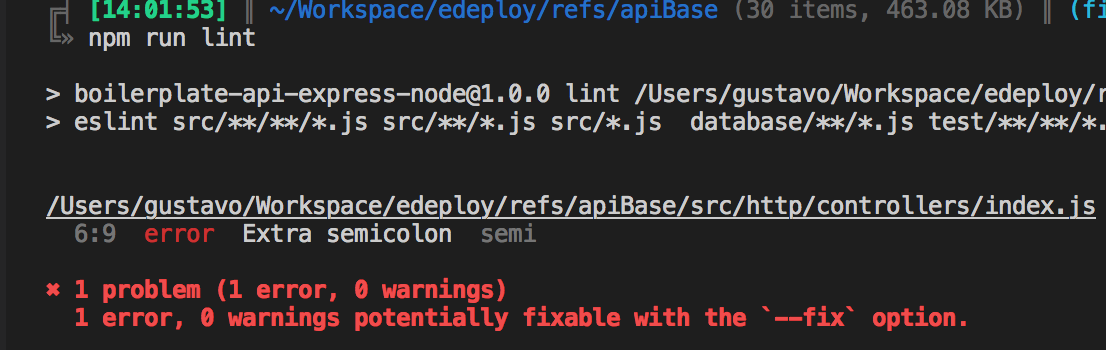 [14:01:53] ‖ ~/Workspace/edeploy/refs/apiBase (30 items, 463.08 KB) ‖ (fi
» npm run lint
> boilerplate-api-express-node@1.0.0 lint /Users/gustavo/Workspace/edeploy/r
> eslint src/**/**/*.js src/**/*.js src/*.js  database/**/*.js test/**/**/*.
/Users/gustavo/Workspace/edeploy/refs/apiBase/src/http/controllers/index.js
6:9  error  Extra semicolon  semi
✖ 1 problem (1 error, 0 warnings)
1 error, 0 warnings potentially fixable with the `--fix` option.